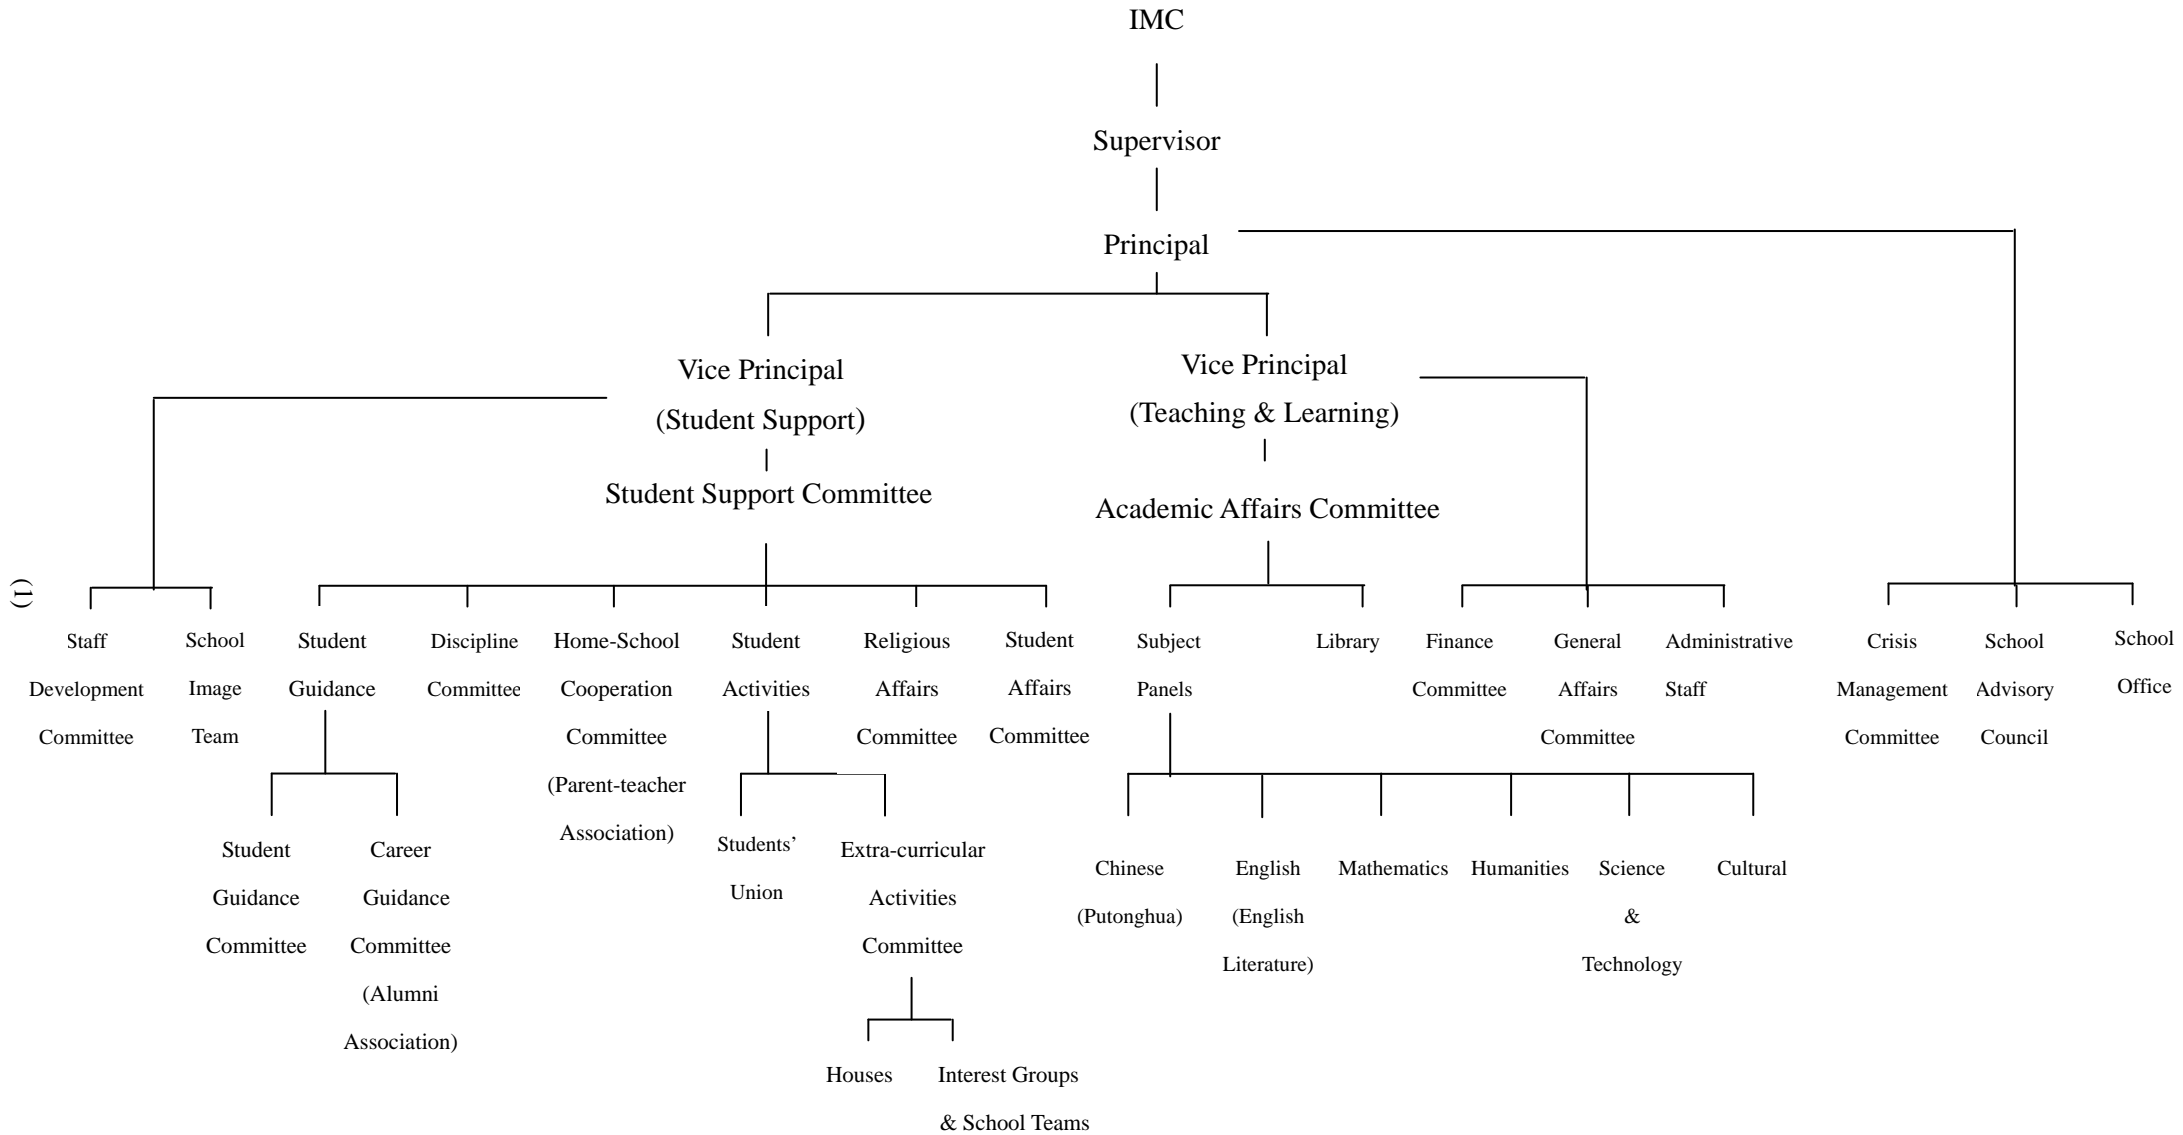 IMC
Supervisor
Principal
Vice Principal
(Student Support)
Vice Principal
(Teaching & Learning)
Student Support Committee
Academic Affairs Committee
(1)
Staff
Development
Committee
School
Image
Team
Student
Guidance
Discipline
Committee
Home-School
Cooperation
Committee
(Parent-teacher
Association)
Student
Activities
Religious
Affairs
Committee
Student
Affairs
Committee
Subject
Panels
Library
Finance
Committee
General
Affairs
Committee
Administrative
Staff
Crisis
Management
Committee
School
Advisory
Council
School
Office
Student
Guidance
Committee
Career
Guidance
Committee
(Alumni
Association)
Students’
Union
Extra-curricular
Activities
Committee
Chinese
(Putonghua)
English
(English
Literature)
Mathematics
Humanities
Science
&
Technology
Cultural
Houses
Interest Groups
& School Teams